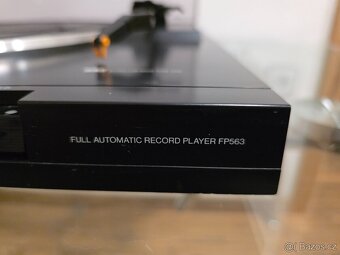 FULL AUTOMATIC RECORD PLAYER FP563
Bazos.cz